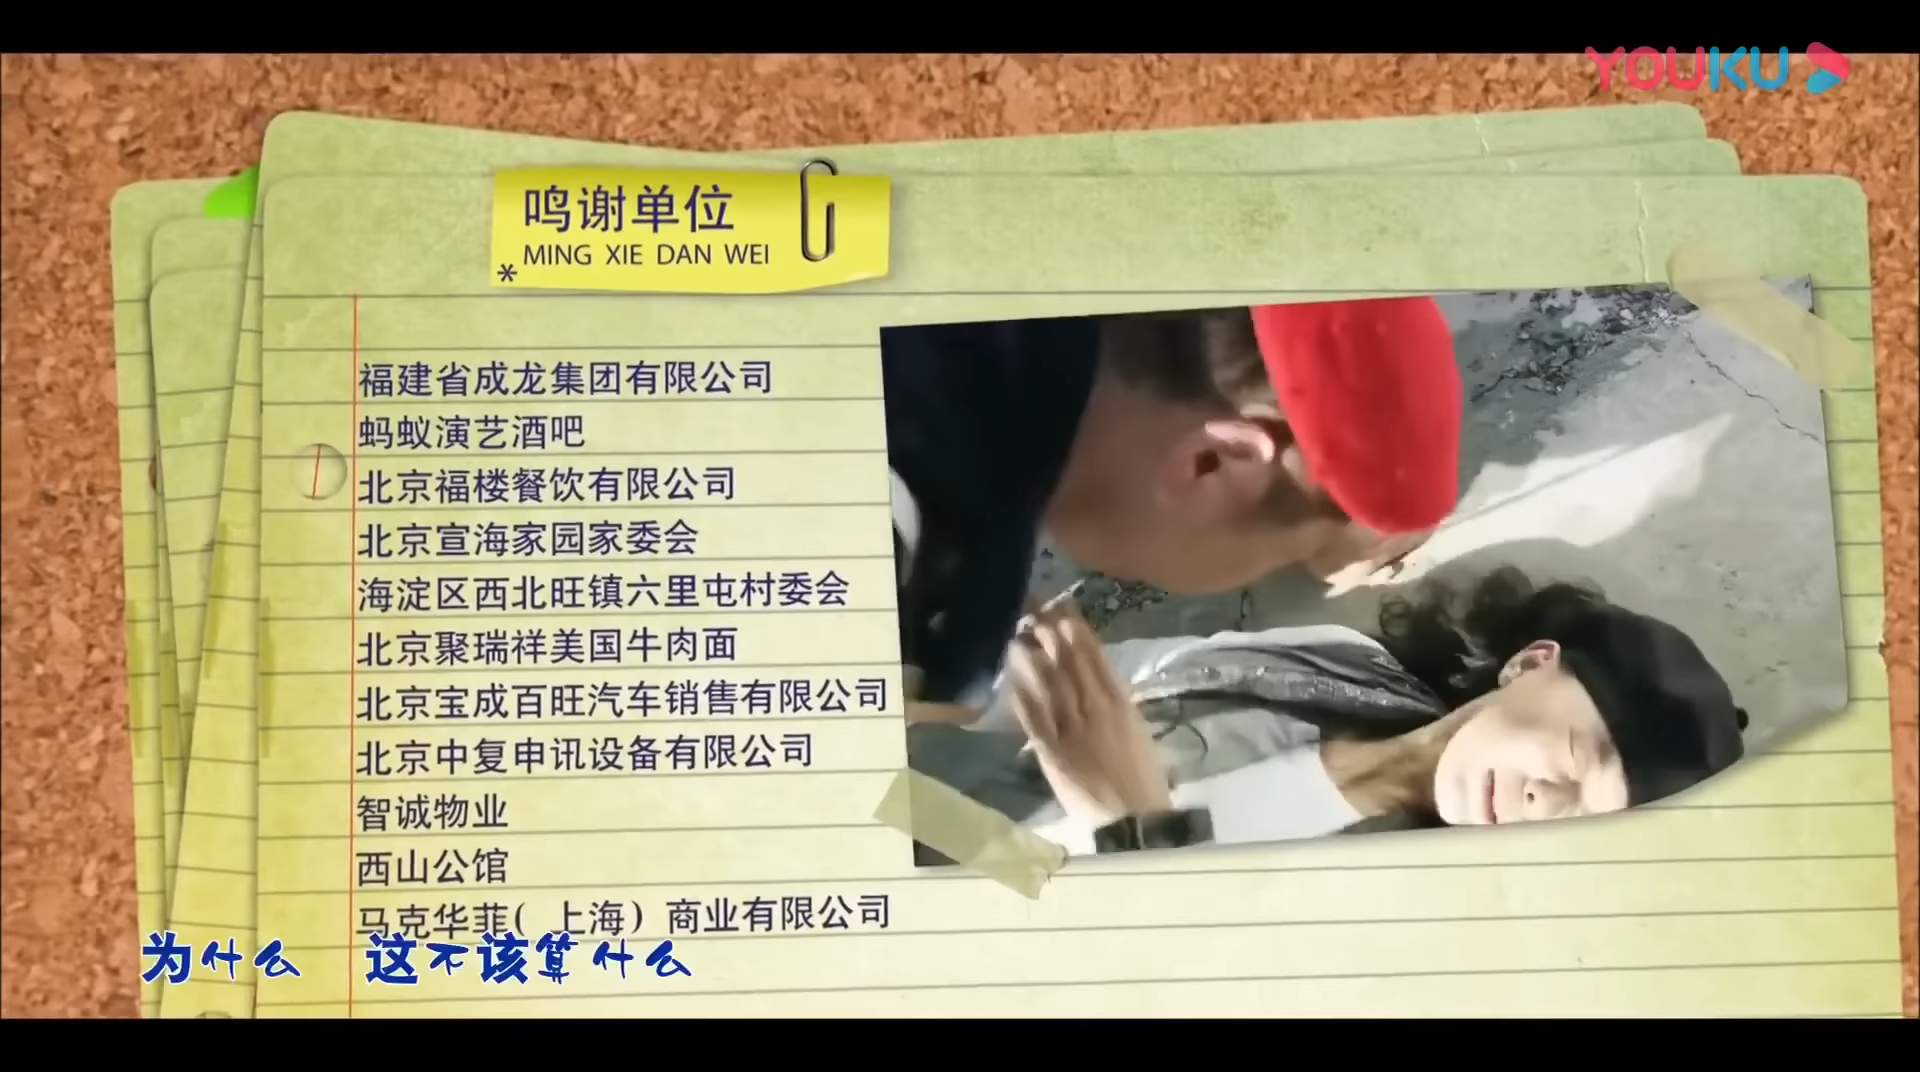 YOUKU
鸣谢单位
MING XIE DAN WEI
*
福建省成龙集团有限公司
蚂蚁演艺酒吧
北京福楼餐饮有限公司
北京宣海家园家委会
海淀区西北旺镇六里屯村委会
北京聚瑞祥美国牛肉面
北京宝成百旺汽车销售有限公司
北京中复申讯设备有限公司
智诚物业
西山公馆
马克华菲( 上海) 商业有限公司
为什么 这不该算什么